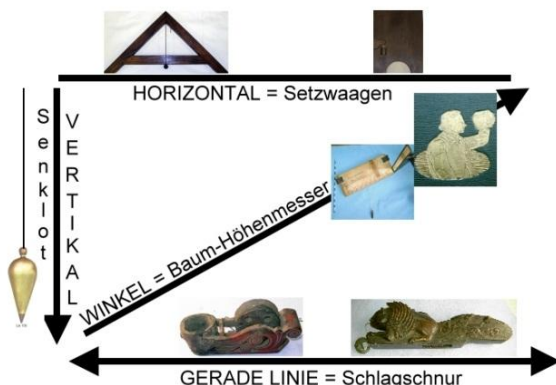 HORIZONTAL = Setzwaagen
Senklot
VERTIKAL
WINKEL = Baum-Höhenmesser
GERADE LINIE = Schlagschnur